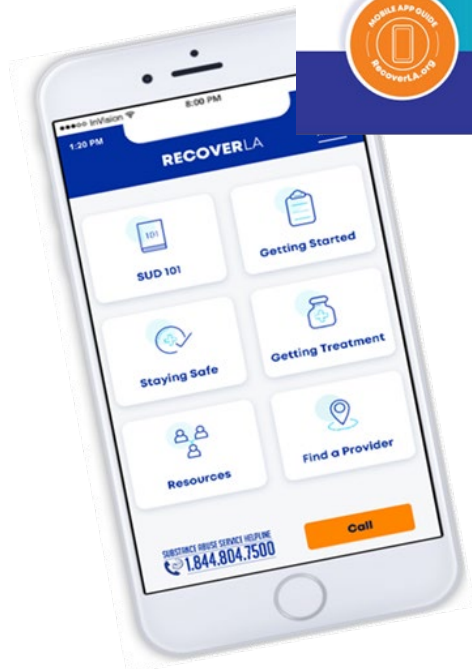 MOBILE APP GUIDE
RecoverLA.org
InVision
8:00 PM
1:20 PM
RECOVERLA
101
SUD 101
Getting Started
Staying Safe
Getting Treatment
Resources
Find a Provider
SUBSTANCE ABUSE SERVICE HELPLINE
1.844.804.7500
Call